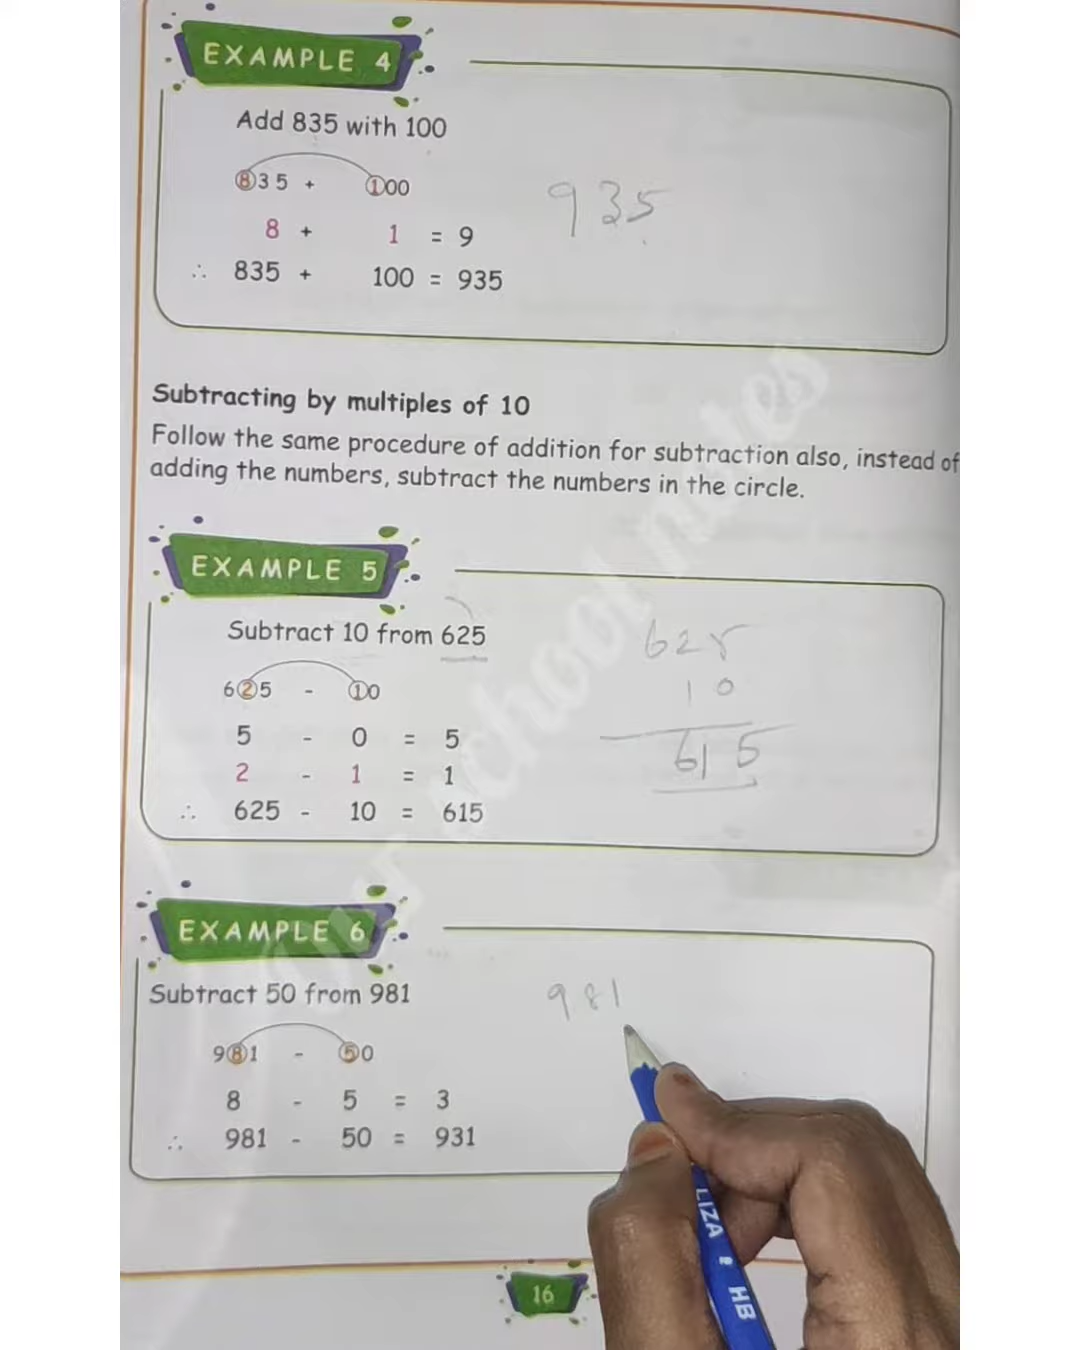 EXAMPLE 4
Add 835 with 100
835 + 100
935
8 + 1 = 9
∴ 835 + 100 = 935
Subtracting by multiples of 10
Follow the same procedure of addition for subtraction also, instead of
adding the numbers, subtract the numbers in the circle.
EXAMPLE 5
Subtract 10 from 625
625 - 10
5 - 0 = 5
2 - 1 = 1
∴ 625 - 10 = 615
625
10
615
EXAMPLE 6
Subtract 50 from 981
981 - 50
8 - 5 = 3
∴ 981 - 50 = 931
981
LIZA HB
16
school notes